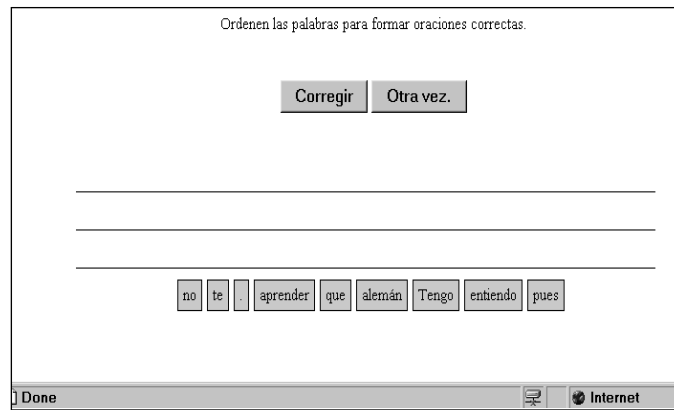 Ordenen las palabras para formar oraciones correctas.
Corregir Otra vez.
no te . aprender que alemán Tengo entiendo pues
Done Internet